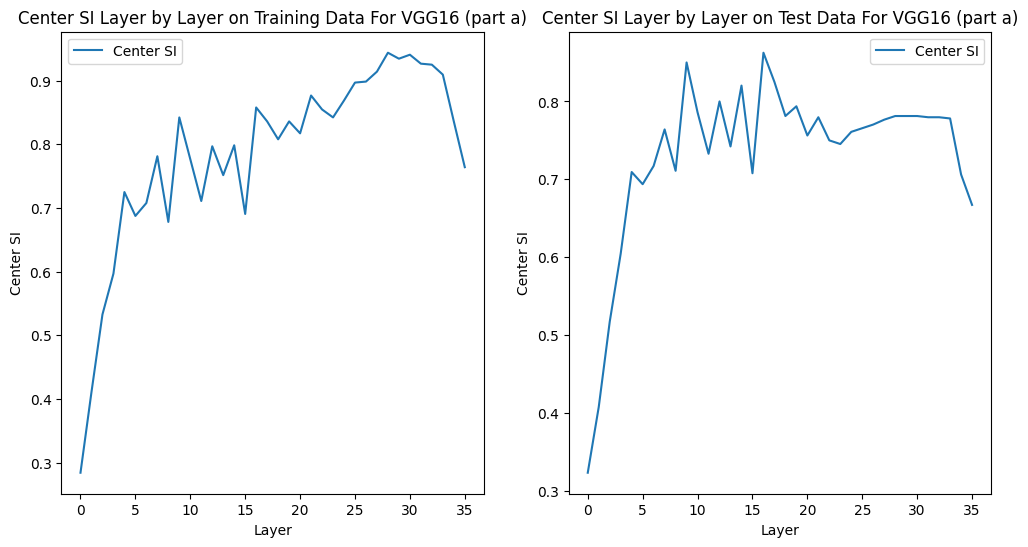 Center SI Layer by Layer on Training Data For VGG16 (part a)
Center SI
0.9
0.8
0.7
0.6
0.5
0.4
0.3
Center SI
0 5 10 15 20 25 30 35
Layer
Center SI Layer by Layer on Test Data For VGG16 (part a)
Center SI
0.8
0.7
0.6
0.5
0.4
0.3
Center SI
0 5 10 15 20 25 30 35
Layer